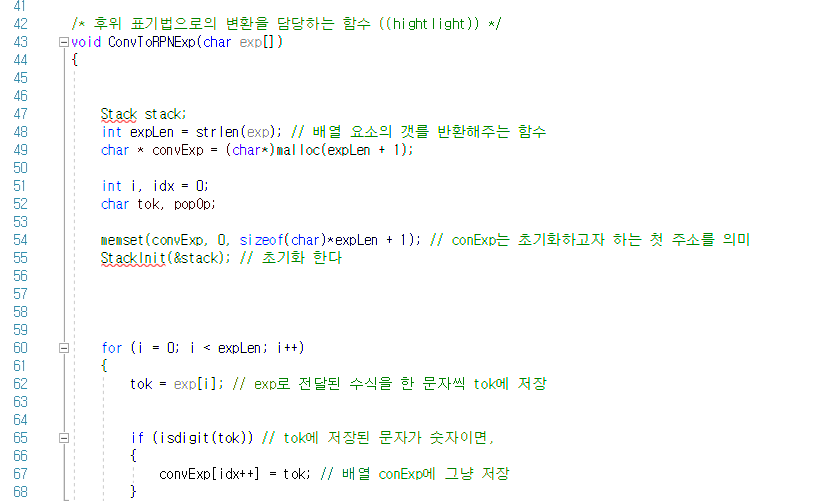 41
42 /* 후위 표기법으로의 변환을 담당하는 함수 ((hightlight)) */
43 void ConvToRPNExp(char exp[])
44 {
45
46
47 Stack stack;
48 int expLen = strlen(exp); // 배열 요소의 갯를 반환해주는 함수
49 char * convExp = (char*)malloc(expLen + 1);
50
51 int i, idx = 0;
52 char tok, popOp;
53
54 memset(convExp, 0, sizeof(char)*expLen + 1); // conExp는 초기화하고자 하는 첫 주소를 의미
55 StackInit(&stack); // 초기화 한다
56
57
58
59
60 for (i = 0; i < expLen; i++)
61 {
62 tok = exp[i]; // exp로 전달된 수식을 한 문자씩 tok에 저장
63
64
65 if (isdigit(tok)) // tok에 저장된 문자가 숫자이면,
66 {
67 convExp[idx++] = tok; // 배열 conExp에 그냥 저장
68 }